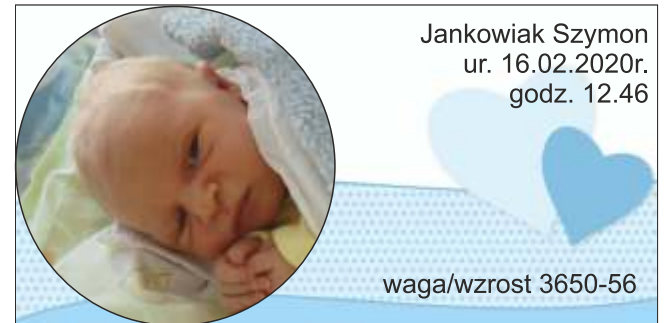 Jankowiak Szymon
ur. 16.02.2020r.
godz. 12.46
waga/wzrost 3650-56